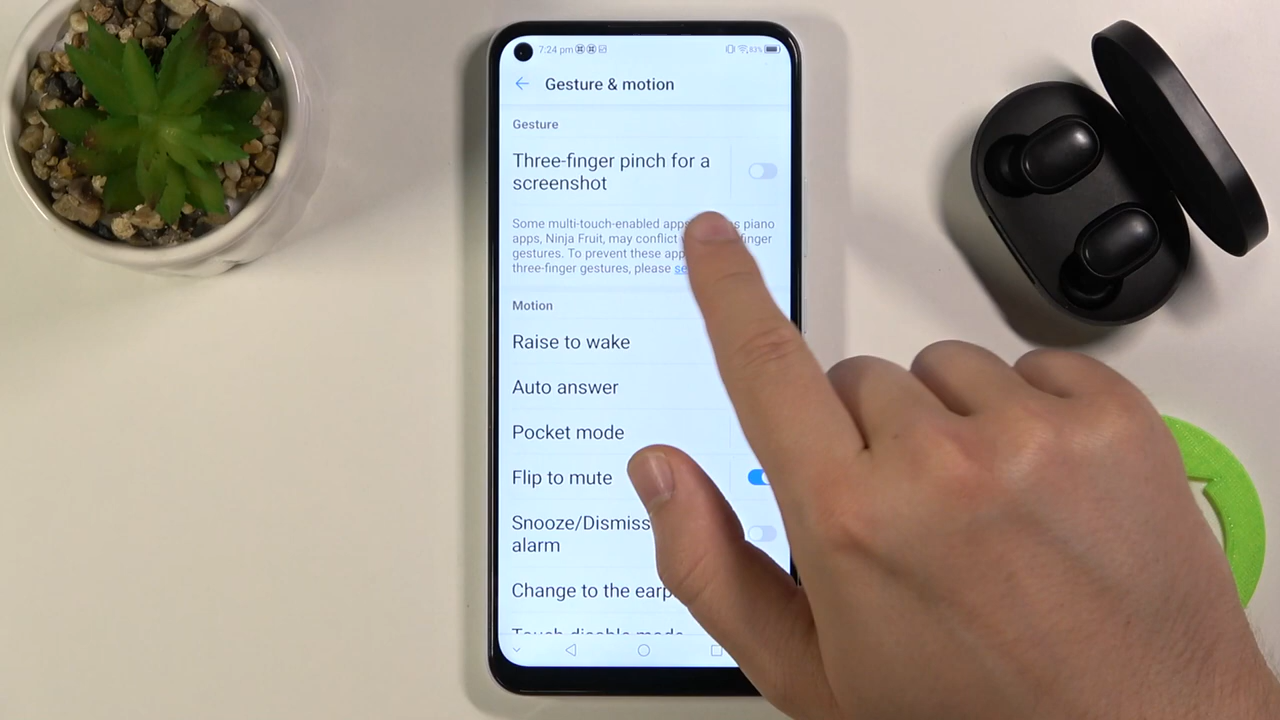 7:24 pm
83%
Gesture & motion
Gesture
Three-finger pinch for a
screenshot
Some multi-touch-enabled apps piano
apps, Ninja Fruit, may conflict finger
gestures. To prevent these app
three-finger gestures, please se
Motion
Raise to wake
Auto answer
Pocket mode
Flip to mute
Snooze/Dismiss
alarm
Change to the earp
Touch disable mode